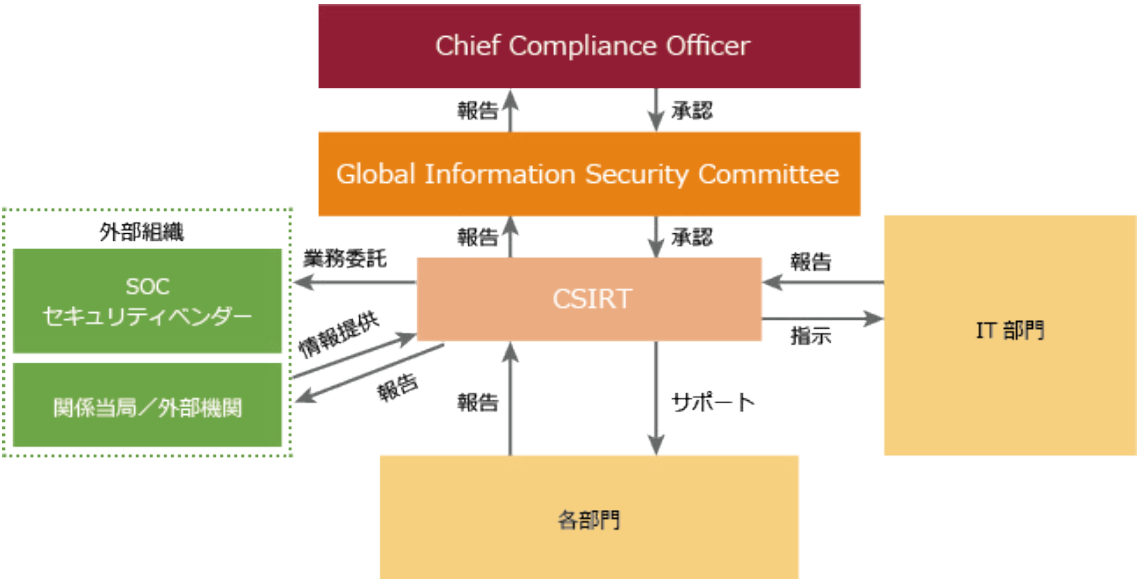 Chief Compliance Officer
報告
承認
Global Information Security Committee
外部組織
SOC
セキュリティベンダー
関係当局／外部機関
業務委託
情報提供
報告
報告
承認
CSIRT
報告
指示
IT 部門
報告
サポート
各部門